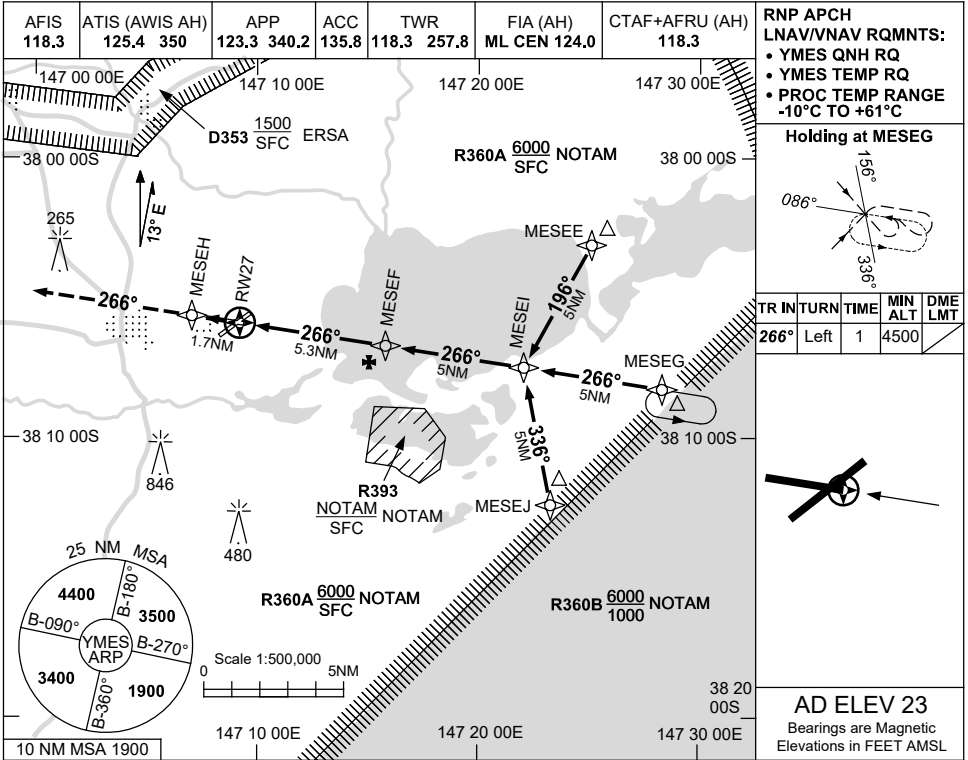 AFIS
118.3
ATIS (AWIS AH)
125.4 350
APP
123.3 340.2
ACC
135.8
TWR
118.3 257.8
FIA (AH)
ML CEN 124.0
CTAF+AFRU (AH)
118.3
RNP APCH
LNAV/VNAV RQMNTS:
• YMES QNH RQ
• YMES TEMP RQ
• PROC TEMP RANGE
-10°C TO +61°C
147 00 00E
147 10 00E
147 20 00E
147 30 00E
D353 1500 ERSA
SFC
38 00 00S
R360A 6000 NOTAM
SFC
38 00 00S
Holding at MESEG
156°
086°
336°
TR IN TURN TIME MIN ALT DME LMT
266° Left 1 4500
13° E
265
MESEH
RW27
MESEF
MESEI
MESEE
MESEG
MESEJ
266°
1.7NM
266°
5.3NM
266°
5NM
266°
5NM
196°
5NM
336°
5NM
38 10 00S
38 10 00S
846
480
R393
NOTAM NOTAM
SFC
25 NM MSA
4400
B-180°
3500
B-090°
YMES
ARP
B-270°
3400
B-360°
1900
10 NM MSA 1900
R360A 6000 NOTAM
SFC
R360B 6000 NOTAM
1000
Scale 1:500,000
0 5NM
38 20
00S
147 10 00E
147 20 00E
147 30 00E
AD ELEV 23
Bearings are Magnetic
Elevations in FEET AMSL